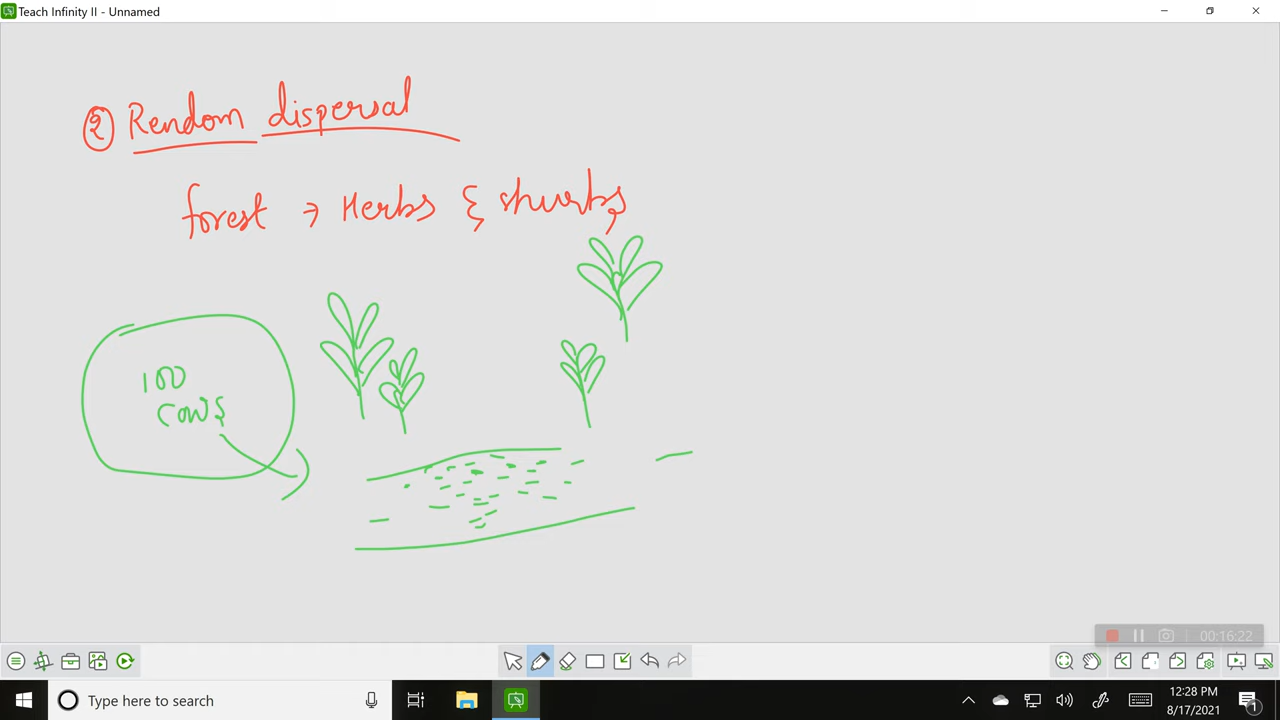 Teach Infinity II - Unnamed
② Rendom dispersal
forest → Herbs & shurbs
100
cows
00:16:22
Type here to search
12:28 PM
8/17/2021
1